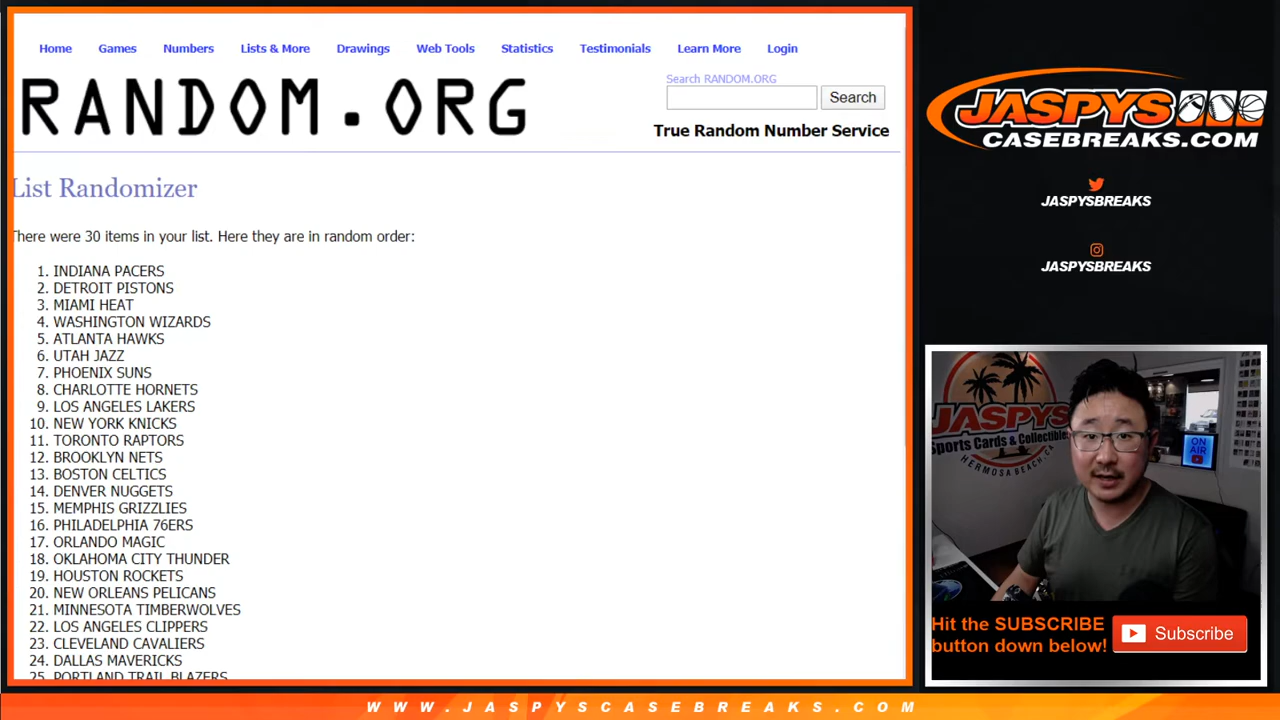 Home Games Numbers Lists & More Drawings Web Tools Statistics Testimonials Learn More Login
RANDOM.ORG
Search RANDOM.ORG
Search
True Random Number Service
List Randomizer
There were 30 items in your list. Here they are in random order:
1. INDIANA PACERS
2. DETROIT PISTONS
3. MIAMI HEAT
4. WASHINGTON WIZARDS
5. ATLANTA HAWKS
6. UTAH JAZZ
7. PHOENIX SUNS
8. CHARLOTTE HORNETS
9. LOS ANGELES LAKERS
10. NEW YORK KNICKS
11. TORONTO RAPTORS
12. BROOKLYN NETS
13. BOSTON CELTICS
14. DENVER NUGGETS
15. MEMPHIS GRIZZLIES
16. PHILADELPHIA 76ERS
17. ORLANDO MAGIC
18. OKLAHOMA CITY THUNDER
19. HOUSTON ROCKETS
20. NEW ORLEANS PELICANS
21. MINNESOTA TIMBERWOLVES
22. LOS ANGELES CLIPPERS
23. CLEVELAND CAVALIERS
24. DALLAS MAVERICKS
25. PORTLAND TRAIL BLAZERS
JASPYS
CASEBREAKS.COM
JASPYSBREAKS
JASPYSBREAKS
JASPYS
Sports Cards & Collectibles
HERMOSA BEACH, CA
ON AIR
Hit the SUBSCRIBE
button down below!
Subscribe
WWW.JASPYSCASEBREAKS.COM